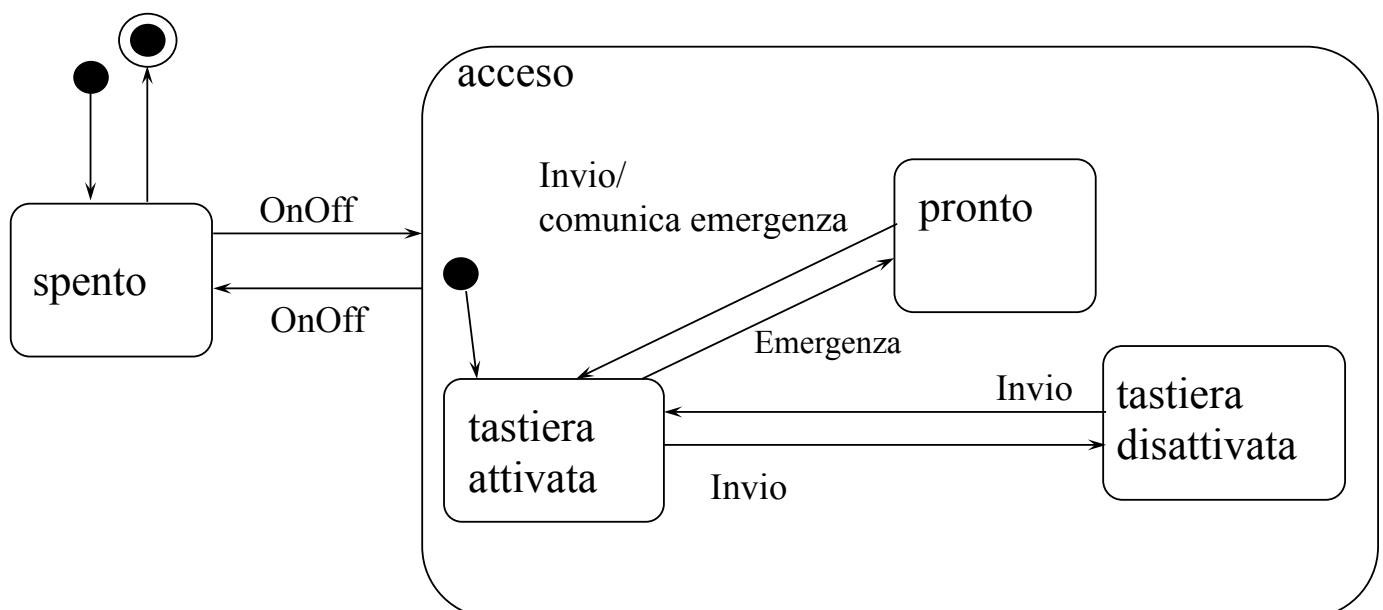 acceso
Invio/
comunica emergenza
pronto
OnOff
spento
OnOff
Emergenza
tastiera
attivata
Invio
tastiera
disattivata
Invio